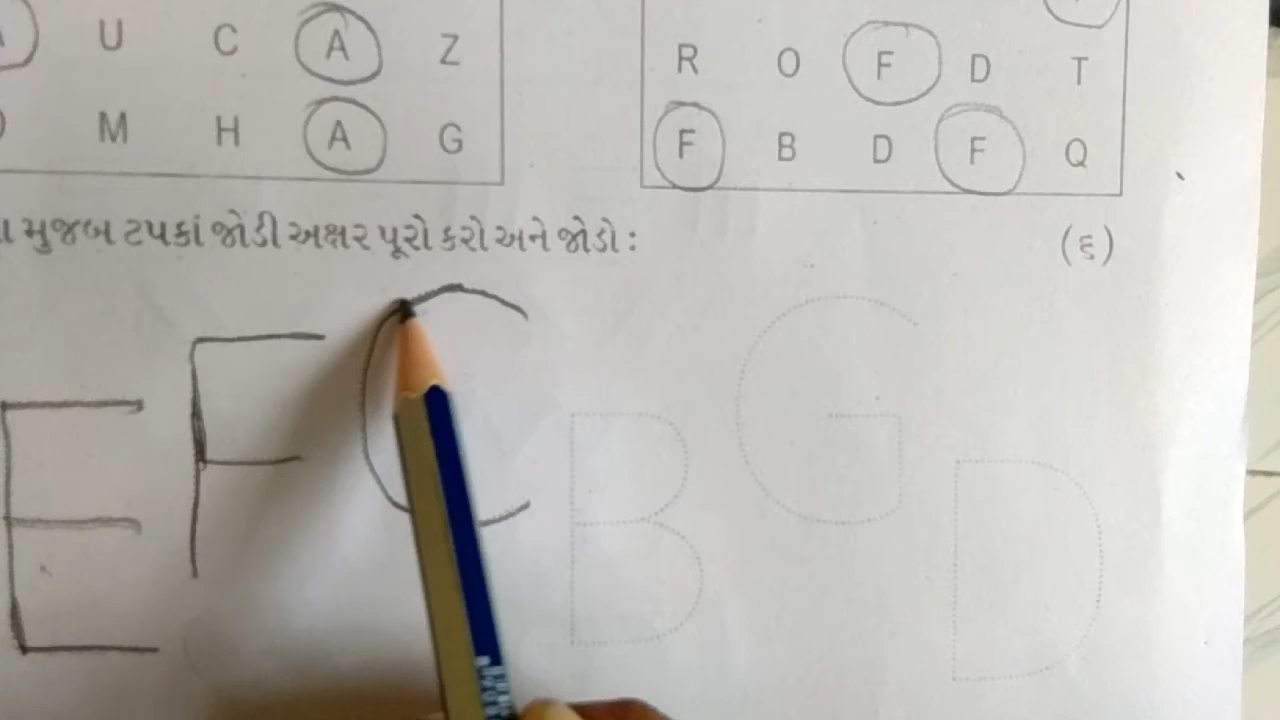 U C A Z
R O F D T
M H A G
F B D F Q
મુજબ ટપકાં જોડી અક્ષર પૂરો કરો અને જોડો : (૬)
E F C B G D